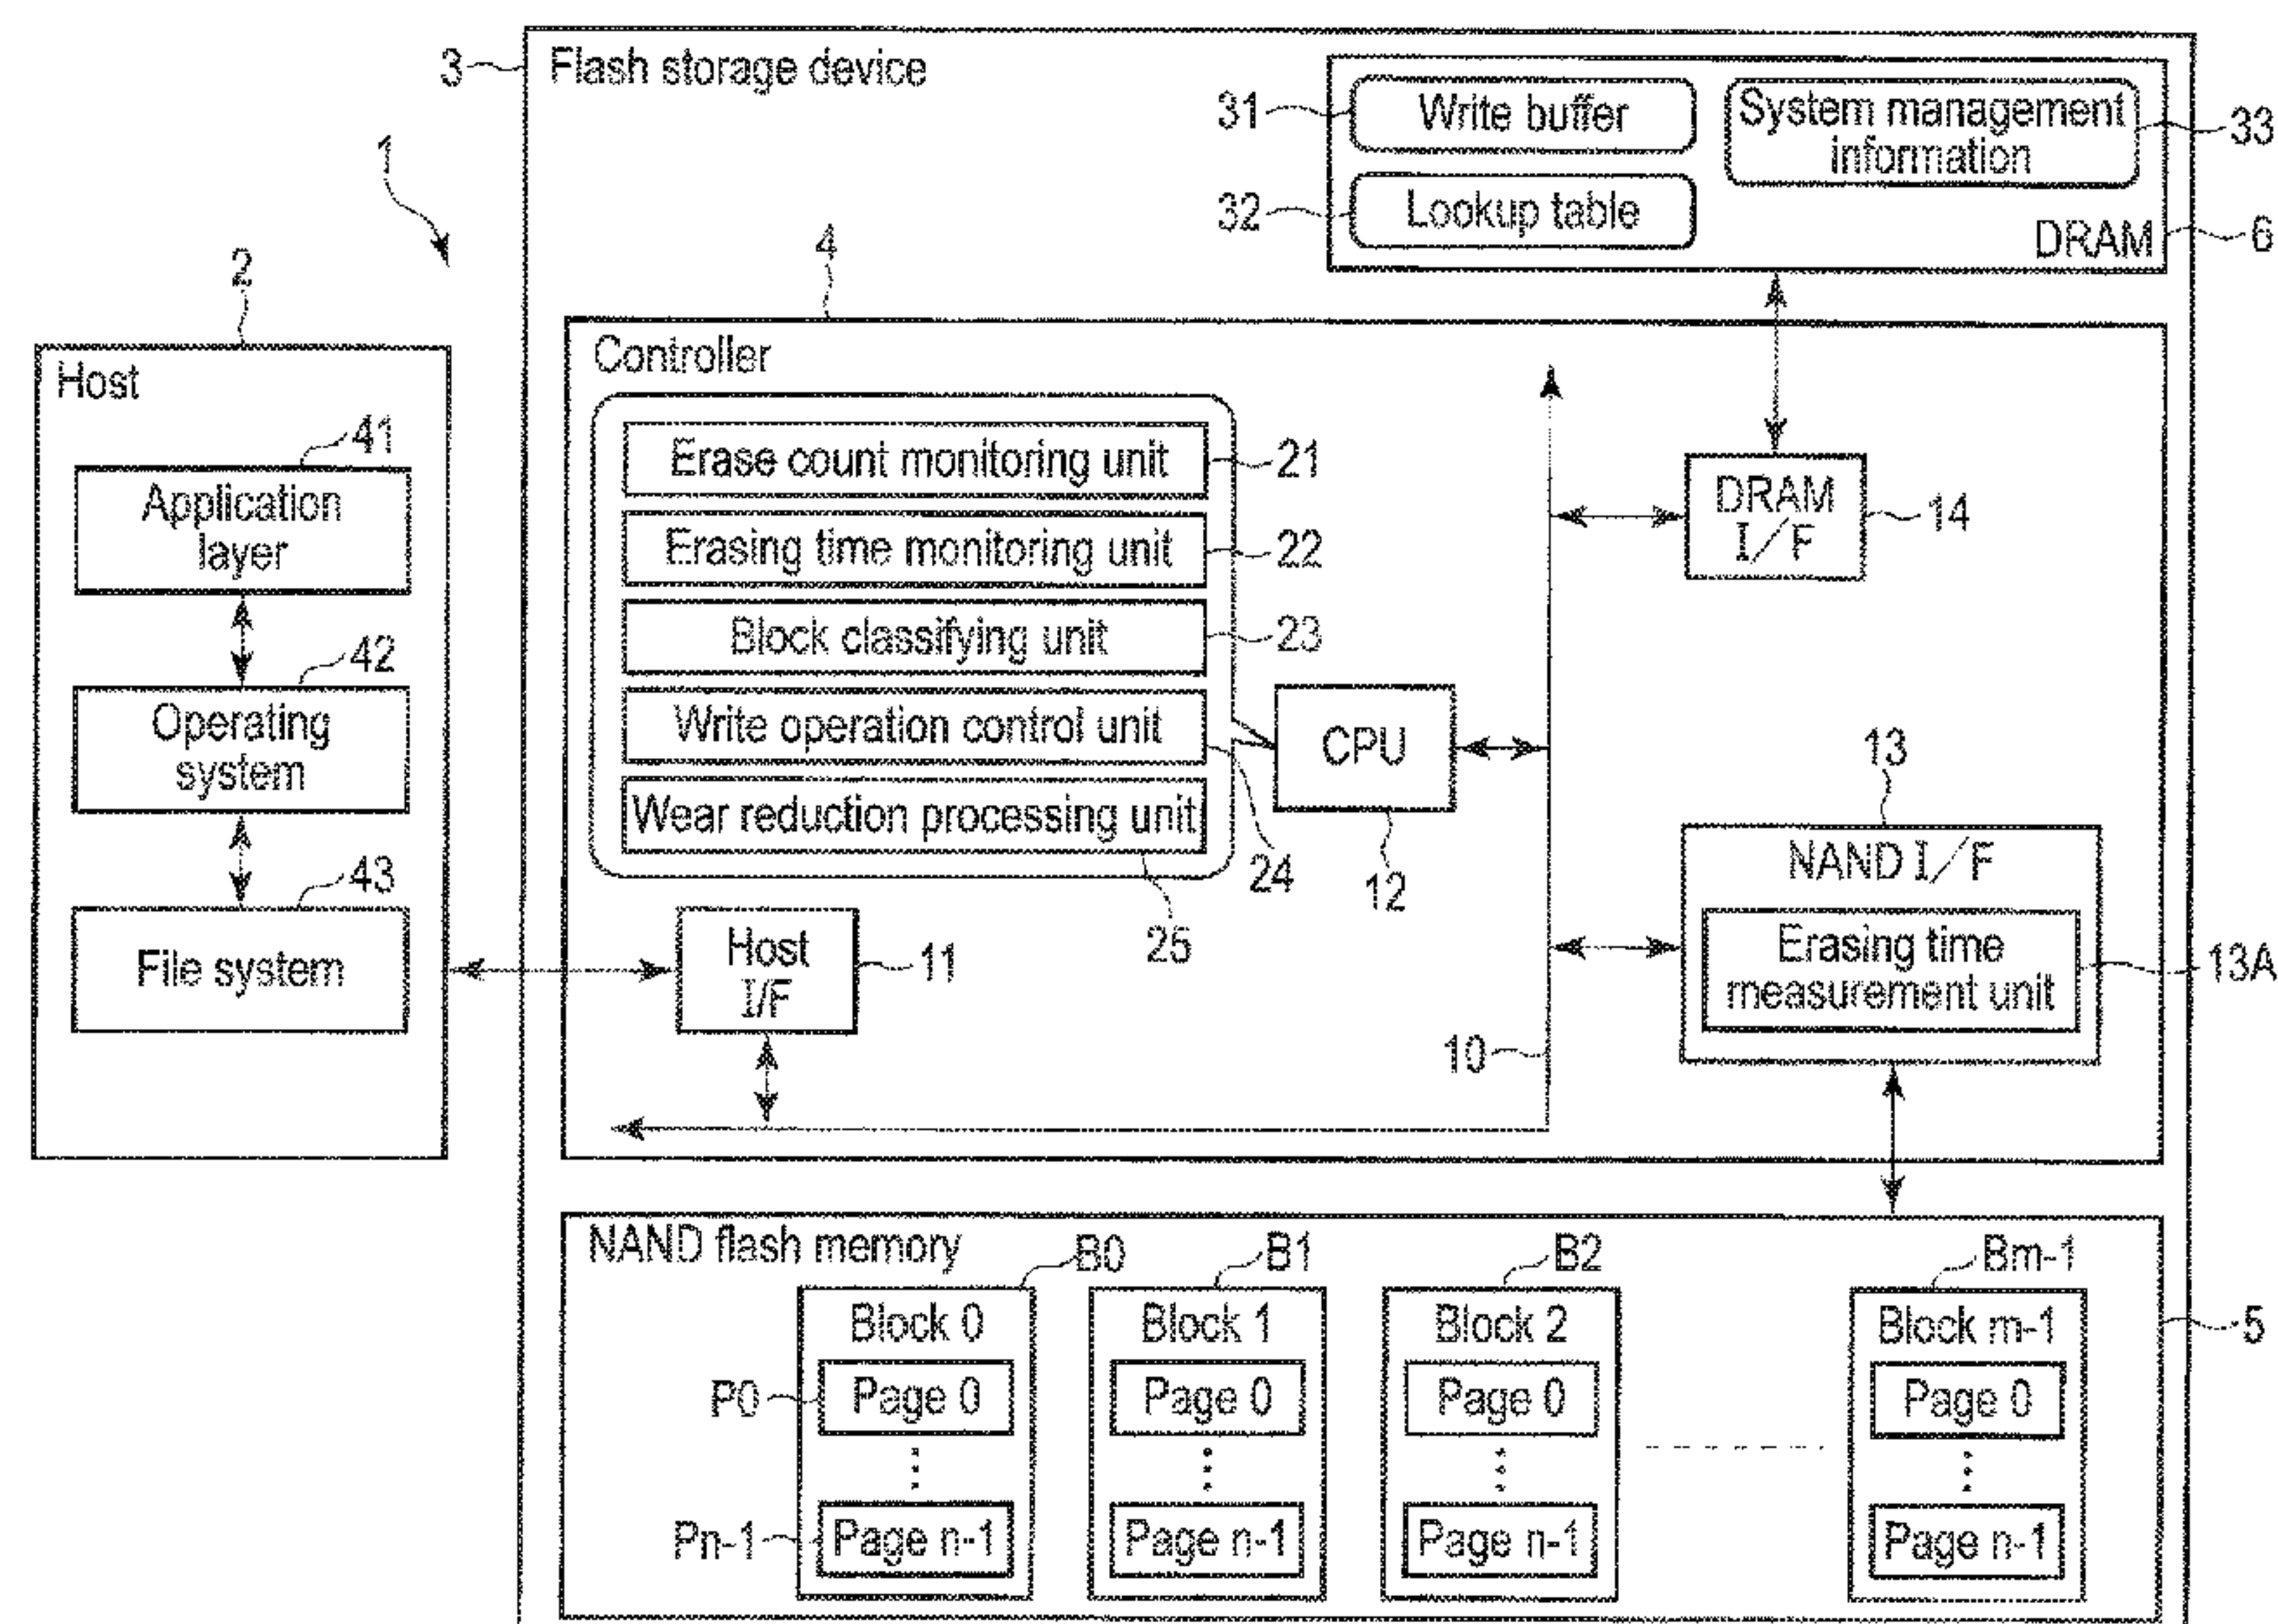 3
Flash storage device
31
Write buffer
System management
information
33
32
Lookup table
DRAM
6
1
2
4
Host
Controller
41
Application
layer
42
Operating
system
43
File system
Erase count monitoring unit
21
Erasing time monitoring unit
22
Block classifying unit
23
Write operation control unit
24
Wear reduction processing unit
25
CPU
12
DRAM
I/F
14
13
NAND I/F
Erasing time
measurement unit
13A
Host
I/F
11
10
NAND flash memory
B0
B1
B2
Bm-1
Block 0
Block 1
Block 2
Block m-1
5
P0
Page 0
Page 0
Page 0
Page 0
Pn-1
Page n-1
Page n-1
Page n-1
Page n-1